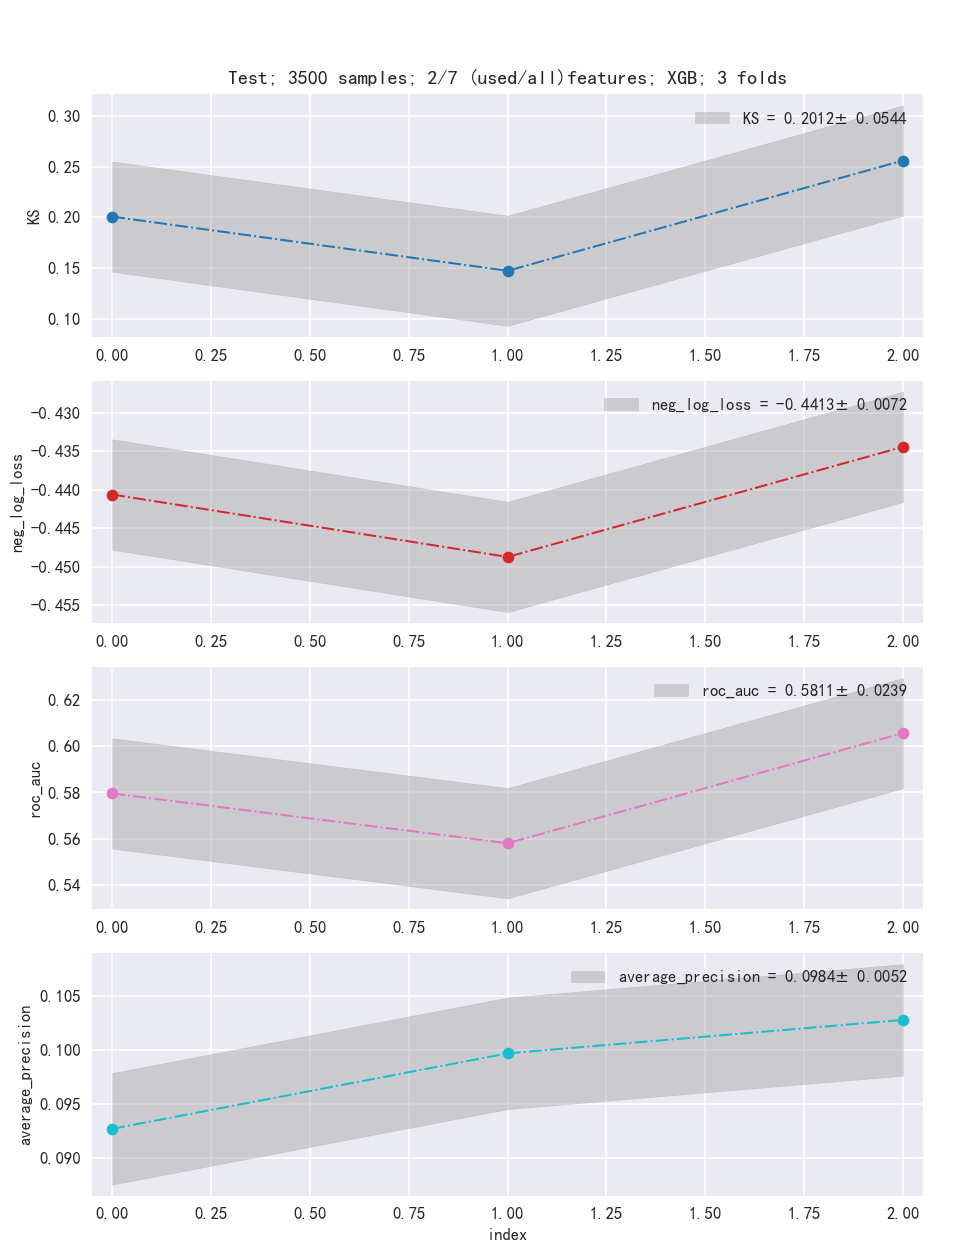 Test; 3500 samples; 2/7 (used/all)features; XGB; 3 folds
KS = 0.2012± 0.0544
0.30
0.25
0.20
0.15
0.10
KS
0.00 0.25 0.50 0.75 1.00 1.25 1.50 1.75 2.00
neg_log_loss = −0.4413± 0.0072
−0.430
−0.435
−0.440
−0.445
−0.450
−0.455
neg_log_loss
0.00 0.25 0.50 0.75 1.00 1.25 1.50 1.75 2.00
roc_auc = 0.5811± 0.0239
0.62
0.60
0.58
0.56
0.54
roc_auc
0.00 0.25 0.50 0.75 1.00 1.25 1.50 1.75 2.00
average_precision = 0.0984± 0.0052
0.105
0.100
0.095
0.090
average_precision
0.00 0.25 0.50 0.75 1.00 1.25 1.50 1.75 2.00
index